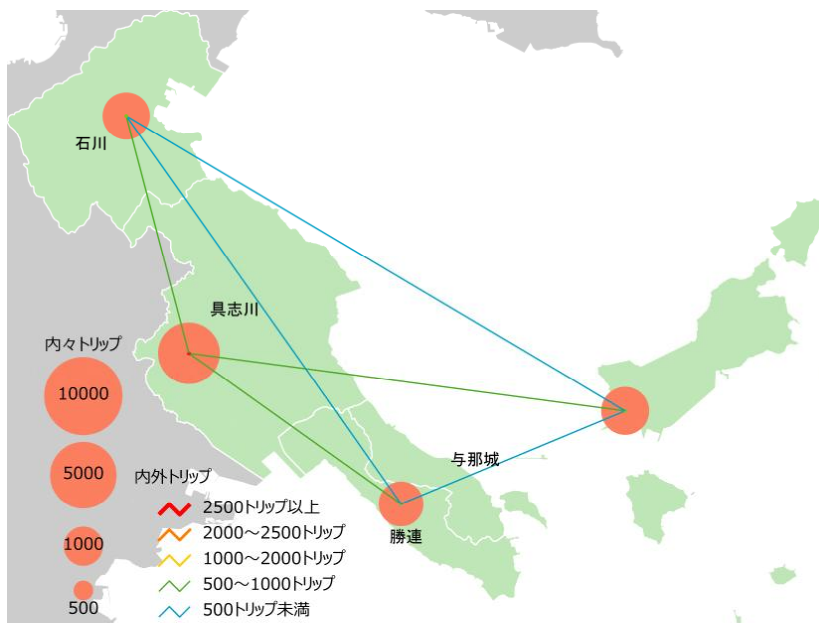 石川
具志川
与那城
勝連
内々トリップ
10000
5000
1000
500
内外トリップ
2500トリップ以上
2000～2500トリップ
1000～2000トリップ
500～1000トリップ
500トリップ未満